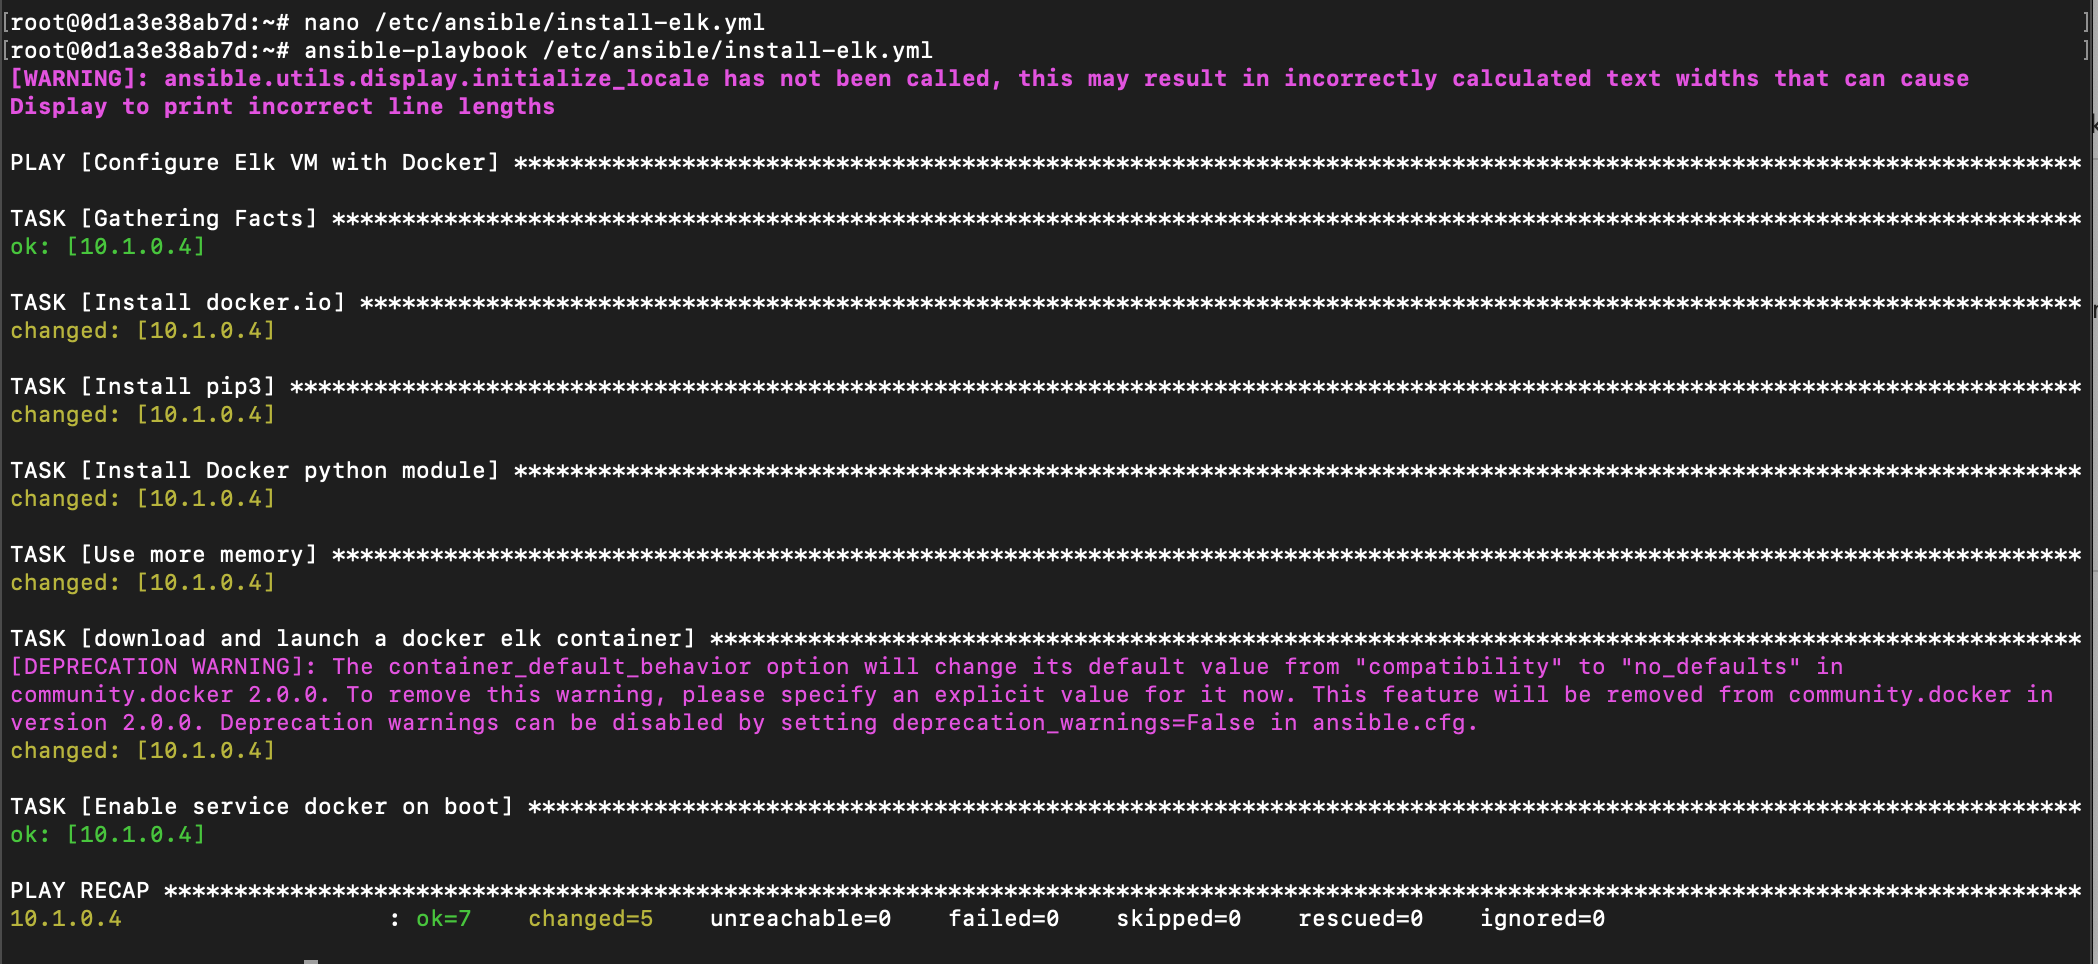 [root@0d1a3e38ab7d:~# nano /etc/ansible/install-elk.yml ]
[root@0d1a3e38ab7d:~# ansible-playbook /etc/ansible/install-elk.yml ]
[WARNING]: ansible.utils.display.initialize_locale has not been called, this may result in incorrectly calculated text widths that can cause
Display to print incorrect line lengths
PLAY [Configure Elk VM with Docker] ****************************************************************************************************************
TASK [Gathering Facts] *****************************************************************************************************************************
ok: [10.1.0.4]
TASK [Install docker.io] ***************************************************************************************************************************
changed: [10.1.0.4]
TASK [Install pip3] ********************************************************************************************************************************
changed: [10.1.0.4]
TASK [Install Docker python module] ****************************************************************************************************************
changed: [10.1.0.4]
TASK [Use more memory] *****************************************************************************************************************************
changed: [10.1.0.4]
TASK [download and launch a docker elk container] **************************************************************************************************
[DEPRECATION WARNING]: The container_default_behavior option will change its default value from "compatibility" to "no_defaults" in
community.docker 2.0.0. To remove this warning, please specify an explicit value for it now. This feature will be removed from community.docker in
version 2.0.0. Deprecation warnings can be disabled by setting deprecation_warnings=False in ansible.cfg.
changed: [10.1.0.4]
TASK [Enable service docker on boot] ***************************************************************************************************************
ok: [10.1.0.4]
PLAY RECAP *****************************************************************************************************************************************
10.1.0.4 : ok=7 changed=5 unreachable=0 failed=0 skipped=0 rescued=0 ignored=0